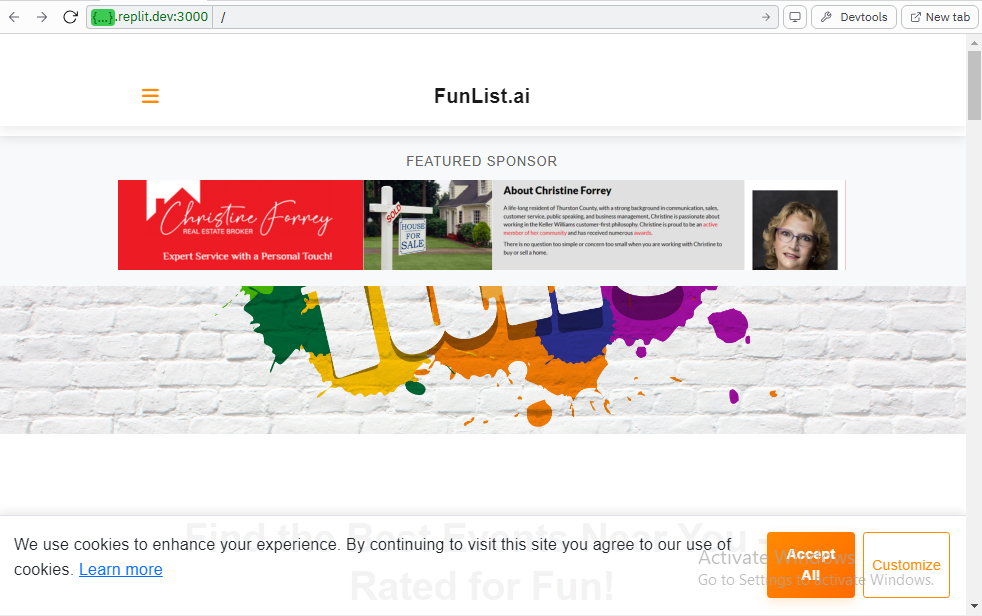 {...}.replit.dev:3000 /
Devtools
New tab
FunList.ai
FEATURED SPONSOR
Christine Forrey
REAL ESTATE BROKER
Expert Service with a Personal Touch!
SOLD
HOUSE
FOR
SALE
About Christine Forrey
A life-long resident of Thurston County, with a strong background in communication, sales,
customer service, public speaking, and business management, Christine is passionate about
working in the Keller Williams customer-first philosophy. Christine is proud to be an active
member of her community and has received numerous awards.
There is no question too simple or concern too small when you are working with Christine to
buy or sell a home.
Find the Best Events Near You -
Rated for Fun!
We use cookies to enhance your experience. By continuing to visit this site you agree to our use of
cookies. Learn more
Accept
All
Customize
Activate Windows
Go to Settings to activate Windows.